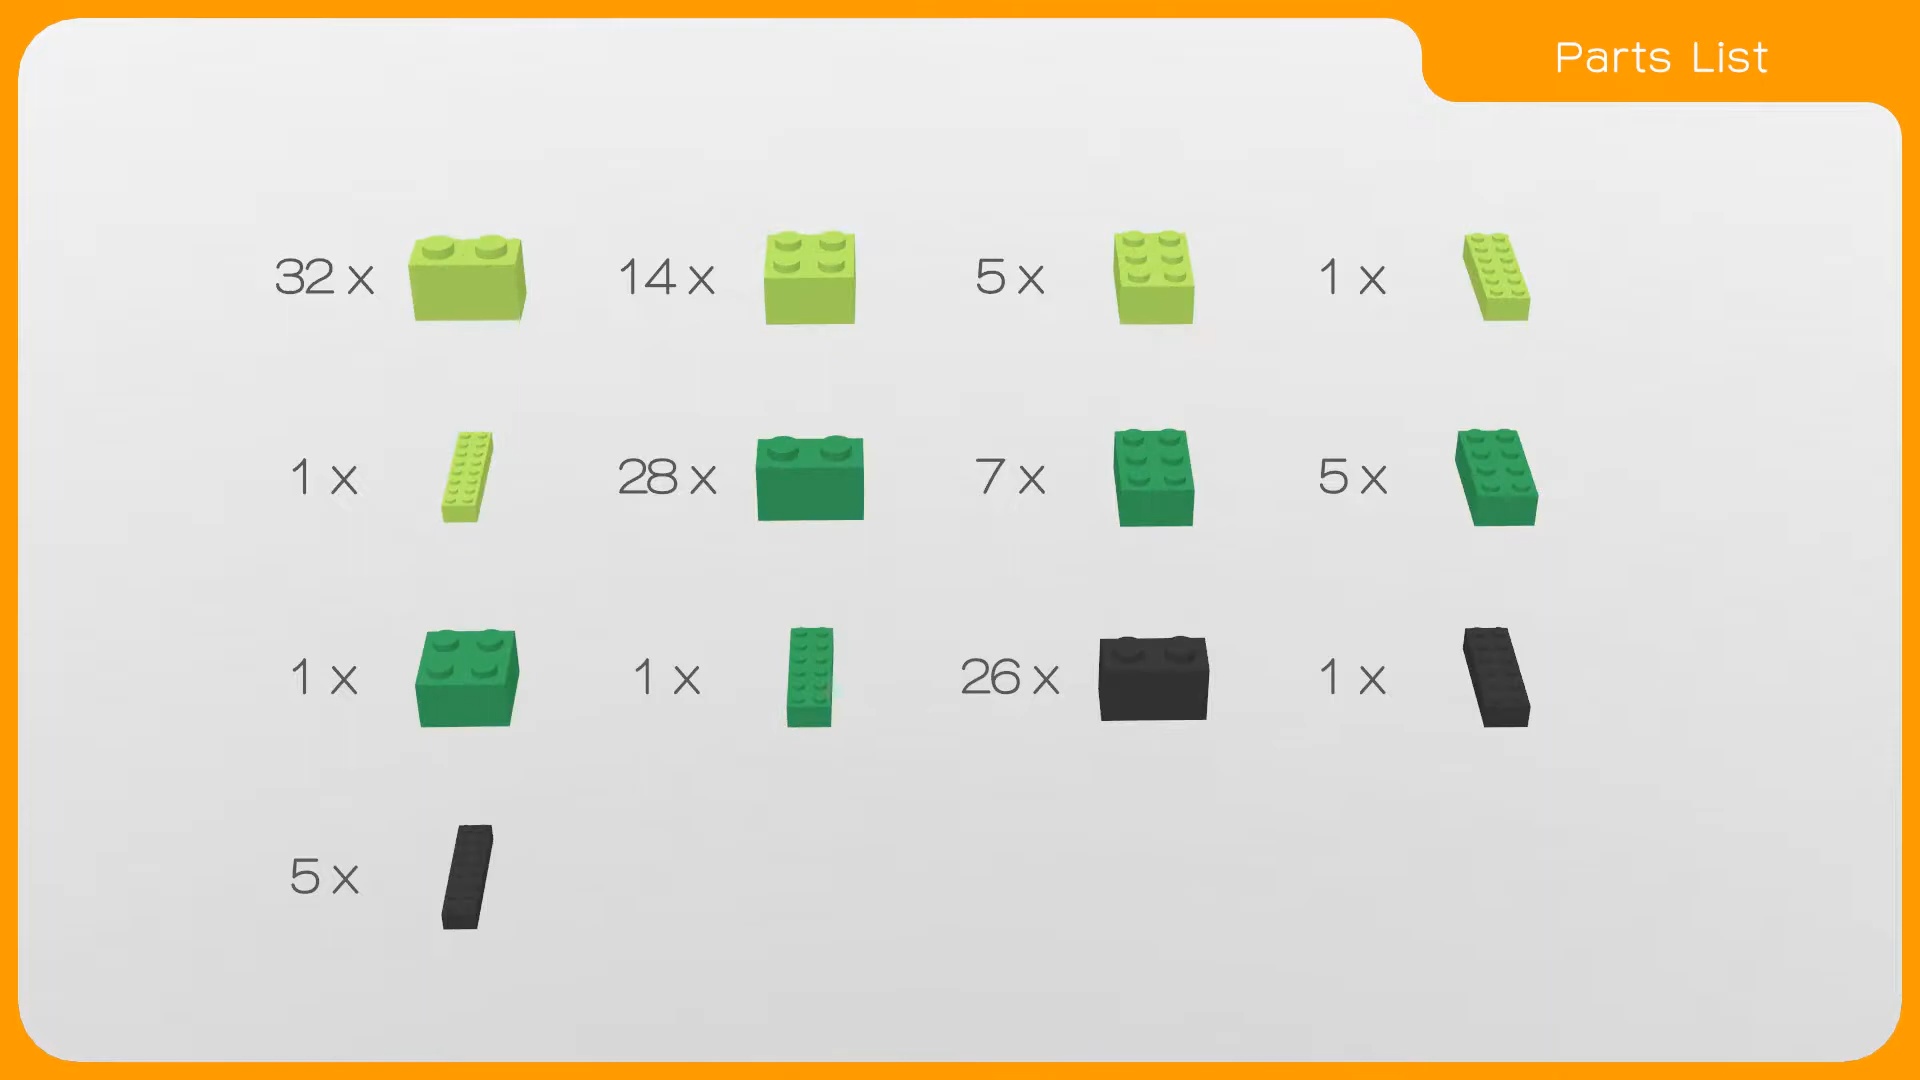 Parts List
32 x 14 x 5 x 1 x
1 x 28 x 7 x 5 x
1 x 1 x 26 x 1 x
5 x